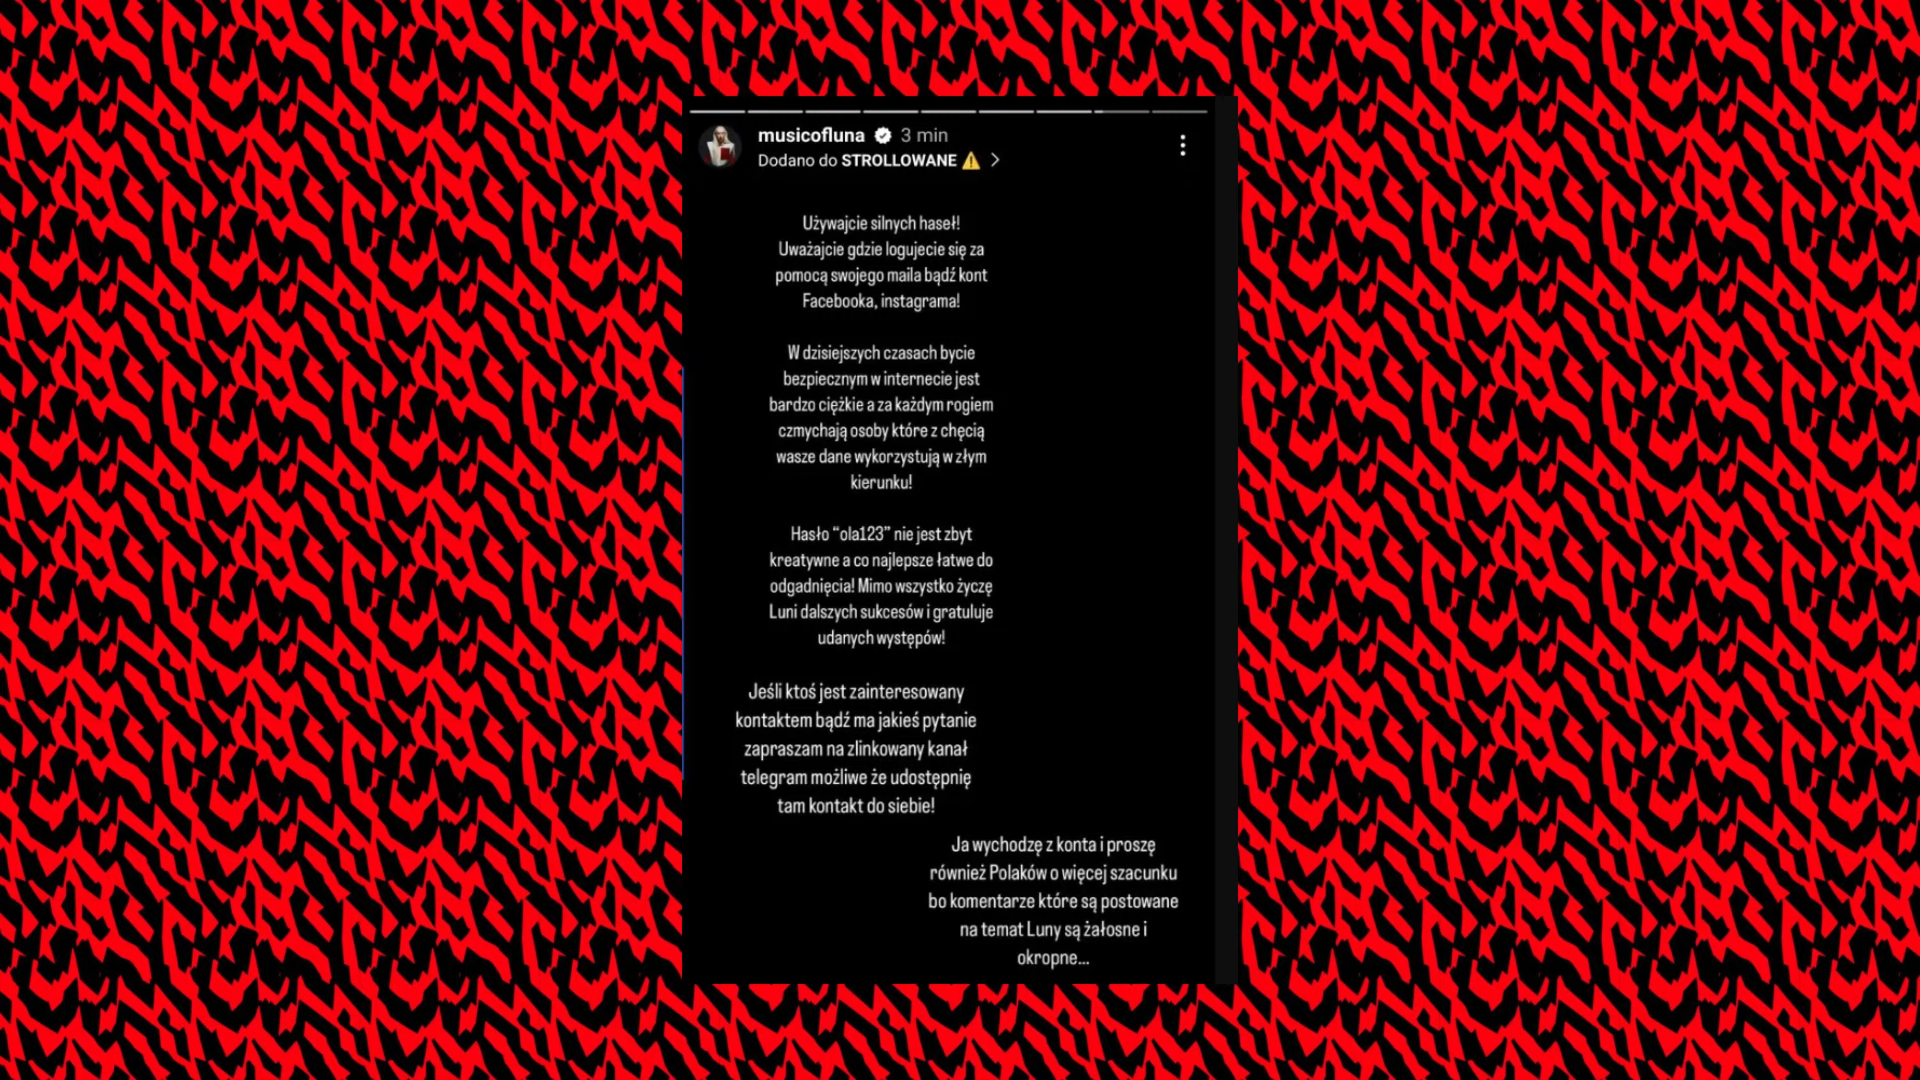 musicofluna 3 min
Dodano do STROLLOWANE ⚠️ >
Używajcie silnych haseł!
Uważajcie gdzie logujecie się za
pomocą swojego maila bądź kont
Facebooka, instagrama!
W dzisiejszych czasach bycie
bezpiecznym w internecie jest
bardzo ciężkie a za każdym rogiem
czmychają osoby które z chęcią
wasze dane wykorzystują w złym
kierunku!
Hasło “ola123” nie jest zbyt
kreatywne a co najlepsze łatwe do
odgadnięcia! Mimo wszystko życzę
Luni dalszych sukcesów i gratuluje
udanych występów!
Jeśli ktoś jest zainteresowany
kontaktem bądź ma jakieś pytanie
zapraszam na zlinkowany kanał
telegram możliwe że udostępnię
tam kontakt do siebie!
Ja wychodzę z konta i proszę
również Polaków o więcej szacunku
bo komentarze które są postowane
na temat Luny są żałosne i
okropne...